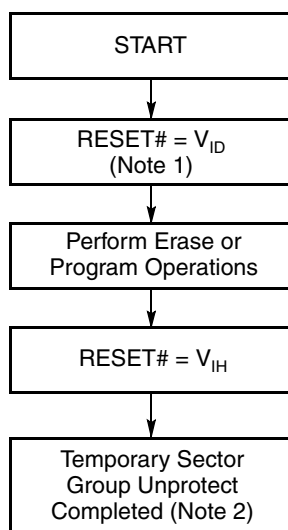 START
RESET# = VID
(Note 1)
Perform Erase or
Program Operations
RESET# = VIH
Temporary Sector
Group Unprotect
Completed (Note 2)